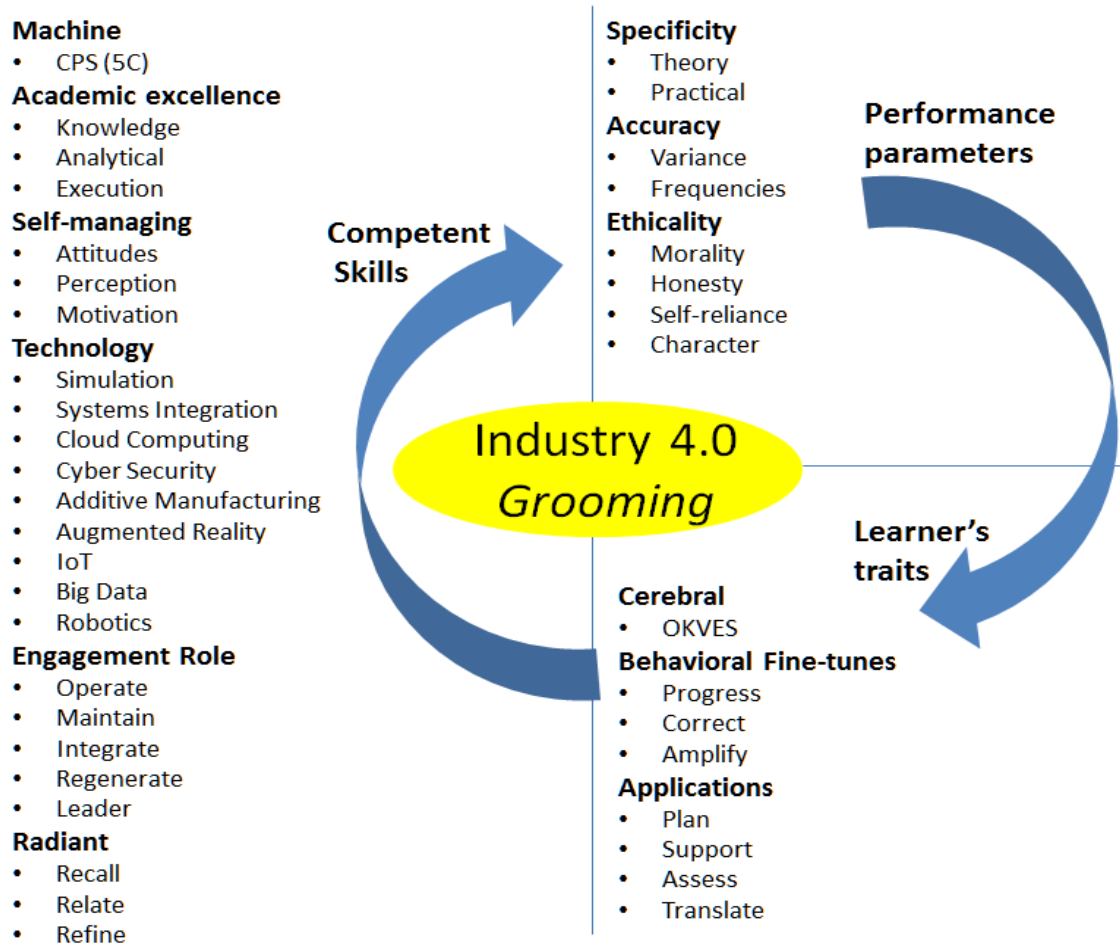 Machine
• CPS (5C)
Academic excellence
• Knowledge
• Analytical
• Execution
Self-managing
• Attitudes
• Perception
• Motivation
Technology
• Simulation
• Systems Integration
• Cloud Computing
• Cyber Security
• Additive Manufacturing
• Augmented Reality
• IoT
• Big Data
• Robotics
Engagement Role
• Operate
• Maintain
• Integrate
• Regenerate
• Leader
Radiant
• Recall
• Relate
• Refine
Competent
Skills
Specificity
• Theory
• Practical
Accuracy
• Variance
• Frequencies
Ethicality
• Morality
• Honesty
• Self-reliance
• Character
Performance
parameters
Industry 4.0
Grooming
Learner's
traits
Cerebral
• OKVES
Behavioral Fine-tunes
• Progress
• Correct
• Amplify
Applications
• Plan
• Support
• Assess
• Translate